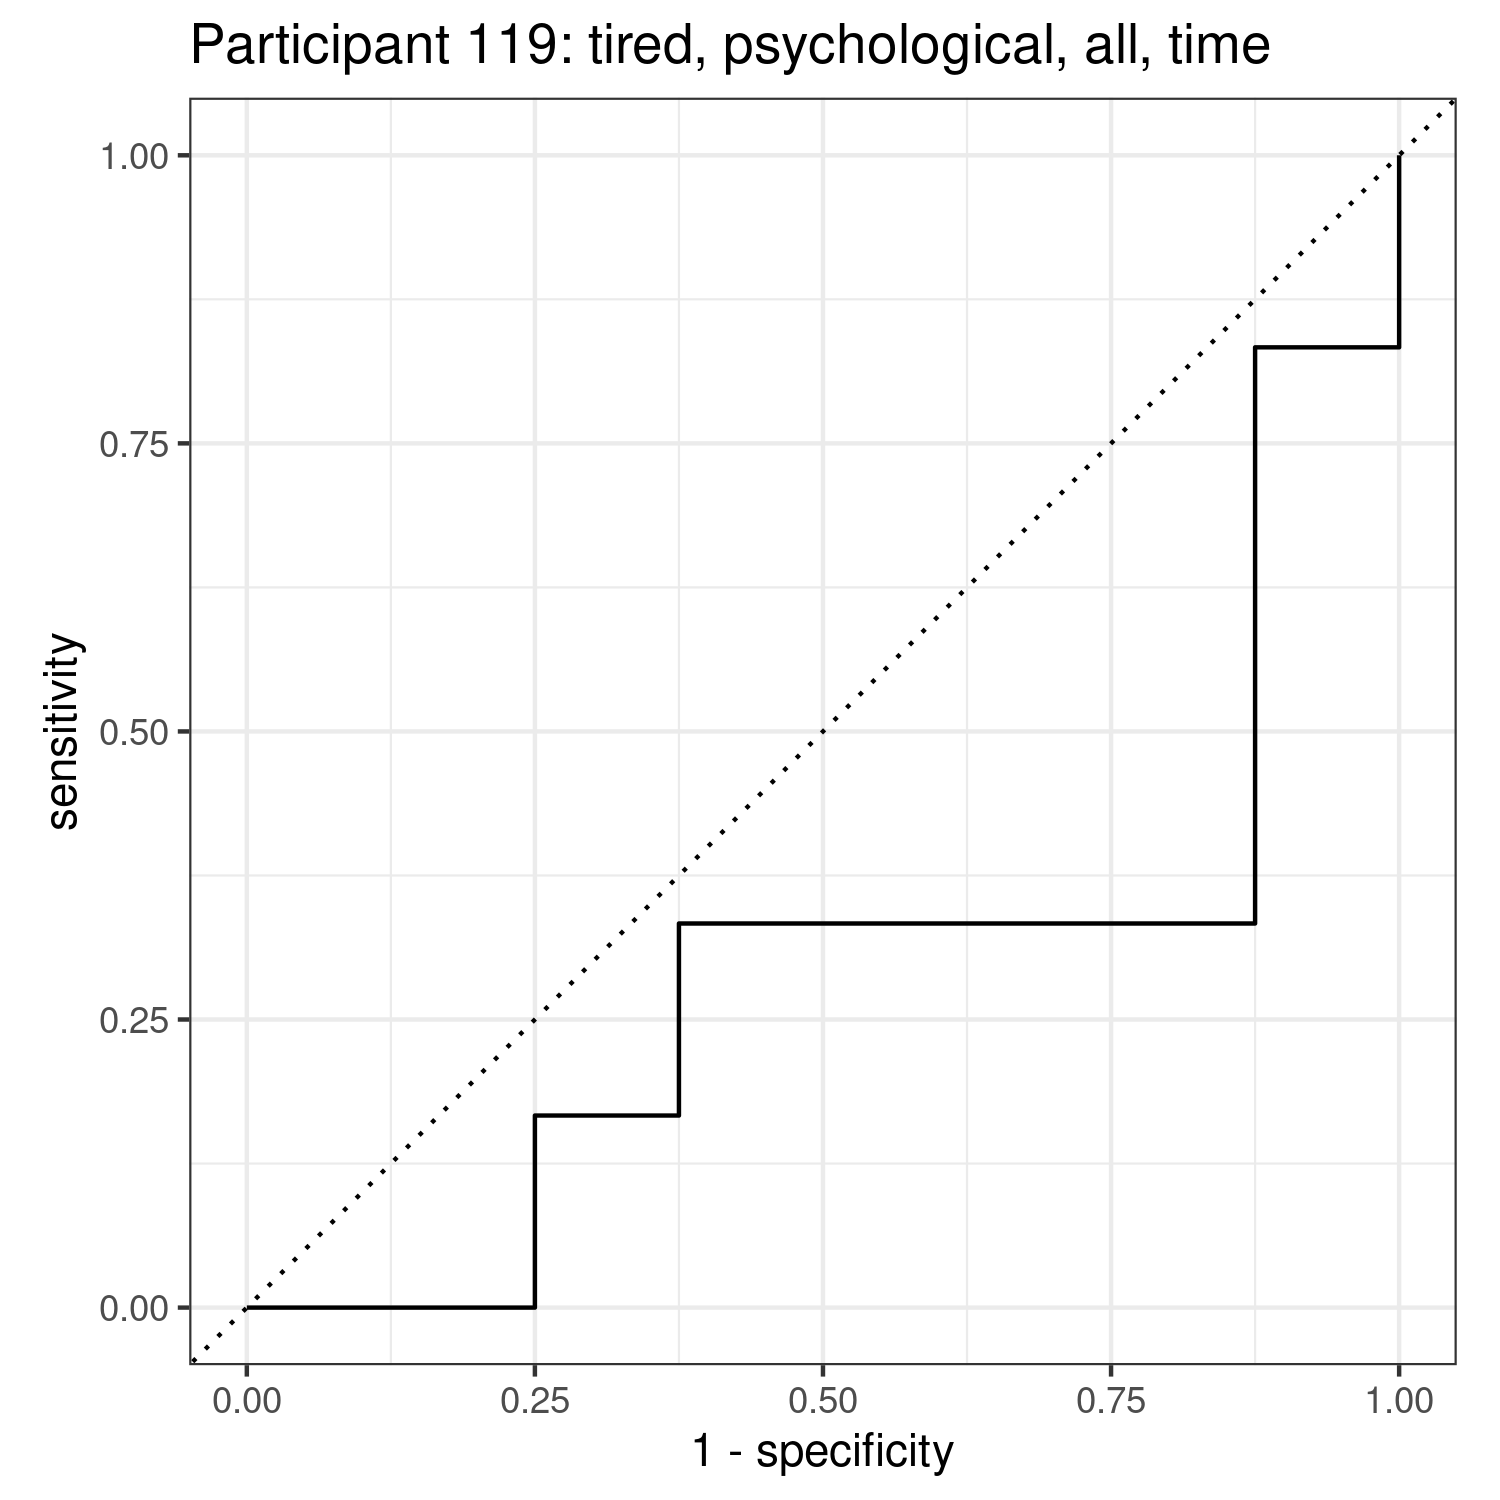 Participant 119: tired, psychological, all, time
1.00
0.75
0.50
0.25
0.00
sensitivity
0.00 0.25 0.50 0.75 1.00
1 - specificity